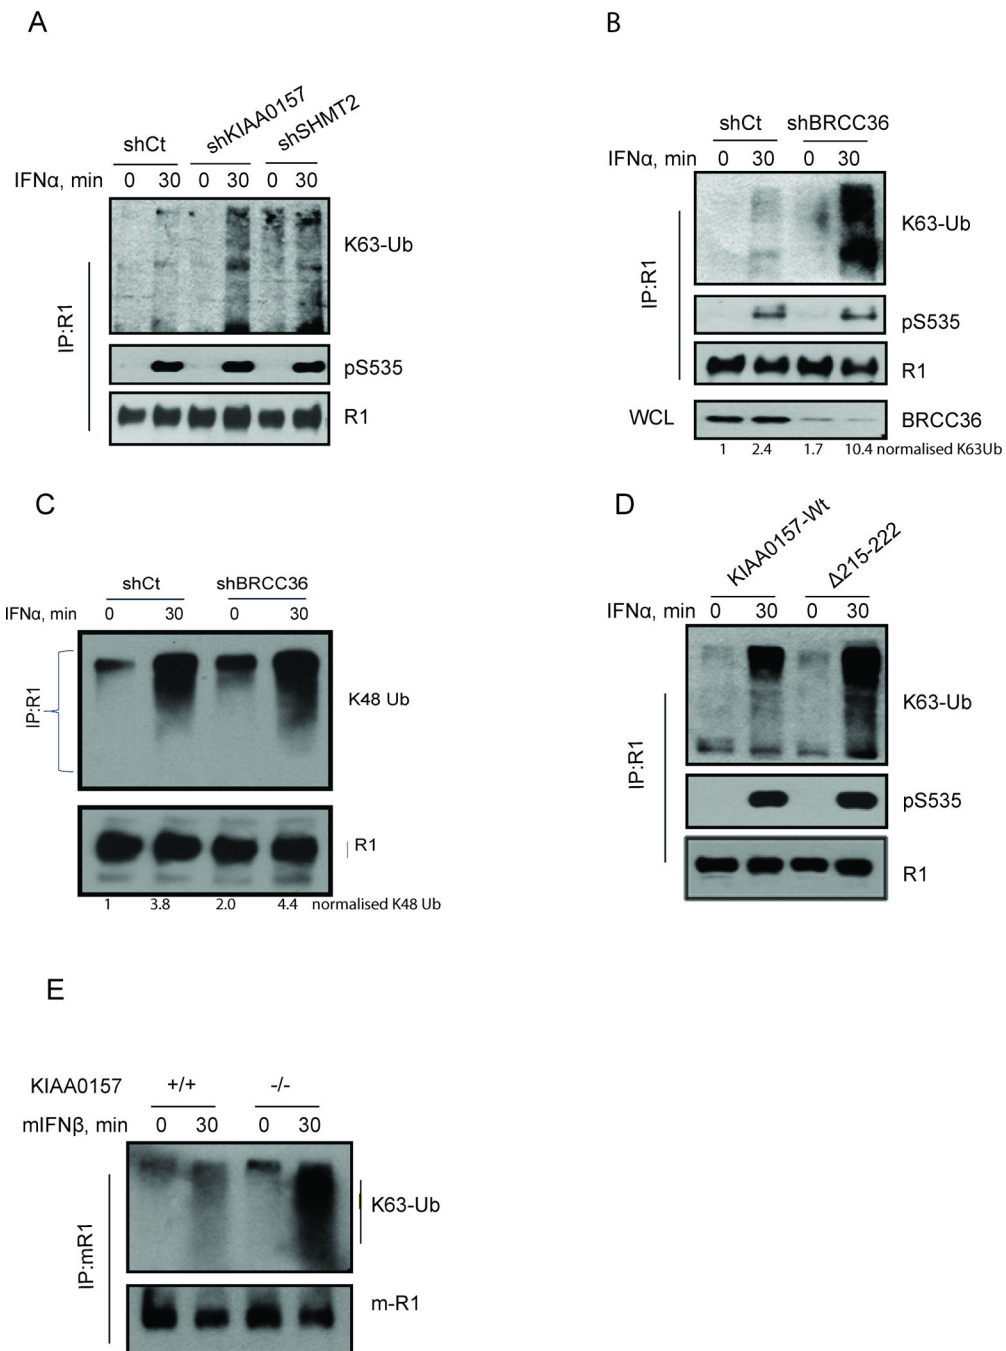 A
shCt shKIAA0157 shSHMT2
IFNα, min 0 30 0 30 0 30
K63-Ub
IP:R1
pS535
R1
B
shCt shBRCC36
IFNα, min 0 30 0 30
K63-Ub
IP:R1
pS535
R1
WCL BRCC36
1 2.4 1.7 10.4 normalised K63Ub
C
shCt shBRCC36
IFNα, min 0 30 0 30
IP:R1
K48 Ub
R1
1 3.8 2.0 4.4 normalised K48 Ub
D
KIAA0157-Wt Δ215-222
IFNα, min 0 30 0 30
K63-Ub
IP:R1
pS535
R1
E
KIAA0157 +/+ -/-
mIFNβ, min 0 30 0 30
K63-Ub
IP:mR1
m-R1